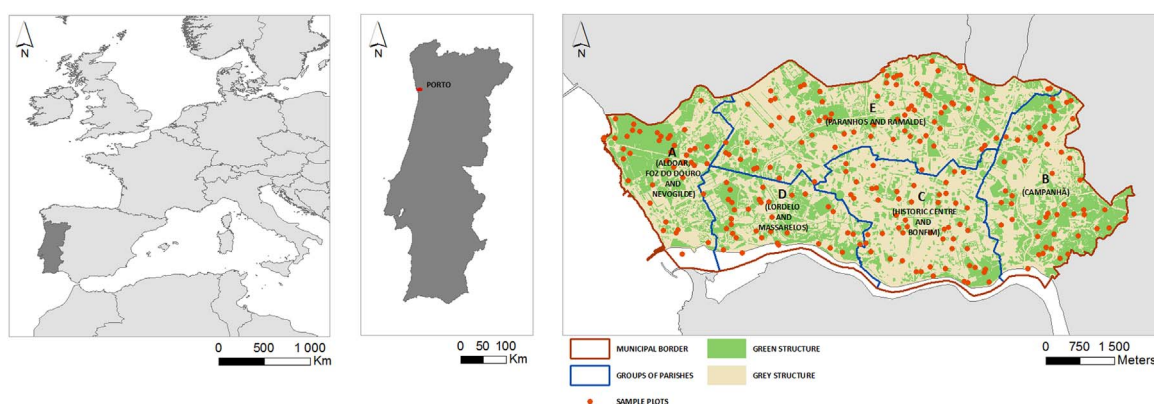 N
0 500 1 000
Km
N
PORTO
0 50 100
Km
N
E
(PARANHOS AND RAMALDE)
A
(ALDOAR,
FOZ DO DOURO
AND
NEVOGILDE)
B
(CAMPANHÃ)
D
(LORDELO
AND
MASSARELOS)
C
(HISTORIC CENTRE
AND
BONFIM)
MUNICIPAL BORDER
GREEN STRUCTURE
GROUPS OF PARISHES
GREY STRUCTURE
SAMPLE PLOTS
0 750 1 500
Meters